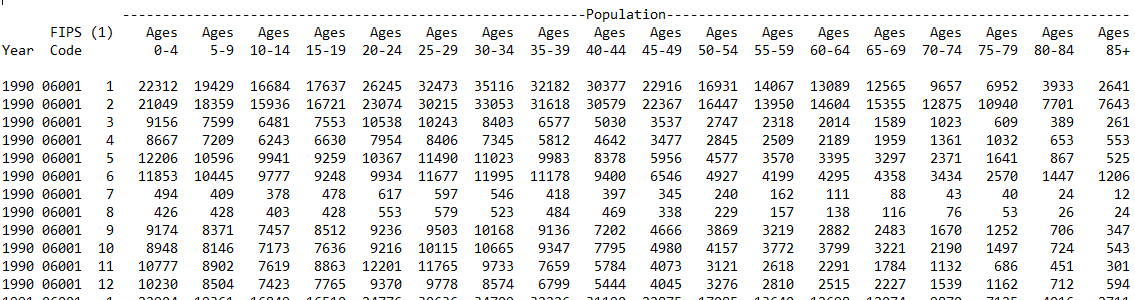 --------------------------------------------------------Population--------------------------------------------------------
FIPS (1) Ages Ages Ages Ages Ages Ages Ages Ages Ages Ages Ages Ages Ages Ages Ages Ages Ages Ages
Year Code 0-4 5-9 10-14 15-19 20-24 25-29 30-34 35-39 40-44 45-49 50-54 55-59 60-64 65-69 70-74 75-79 80-84 85+
1990 06001 1 22312 19429 16684 17637 26245 32473 35116 32182 30377 22916 16931 14067 13089 12565 9657 6952 3933 2641
1990 06001 2 21049 18359 15936 16721 23074 30215 33053 31618 30579 22367 16447 13950 14604 15355 12875 10940 7701 7643
1990 06001 3 9156 7599 6481 7553 10538 10243 8403 6577 5030 3537 2747 2318 2014 1589 1023 609 389 261
1990 06001 4 8667 7209 6243 6630 7954 8406 7345 5812 4642 3477 2845 2509 2189 1959 1361 1032 653 553
1990 06001 5 12206 10596 9941 9259 10367 11490 11023 9983 8378 5956 4577 3570 3395 3297 2371 1641 867 525
1990 06001 6 11853 10445 9777 9248 9934 11677 11995 11178 9400 6546 4927 4199 4295 4358 3434 2570 1447 1206
1990 06001 7 494 409 378 478 617 597 546 418 397 345 240 162 111 88 43 40 24 12
1990 06001 8 426 428 403 428 553 579 523 484 469 338 229 157 138 116 76 53 26 24
1990 06001 9 9174 8371 7457 8512 9236 9503 10168 9136 7202 4666 3869 3219 2882 2483 1670 1252 706 347
1990 06001 10 8948 8146 7173 7636 9216 10115 10665 9347 7795 4980 4157 3772 3799 3221 2190 1497 724 543
1990 06001 11 10777 8902 7619 8863 12201 11765 9733 7659 5784 4073 3121 2618 2291 1784 1132 686 451 301
1990 06001 12 10230 8504 7423 7765 9370 9778 8574 6799 5444 4045 3276 2810 2515 2227 1539 1162 712 594